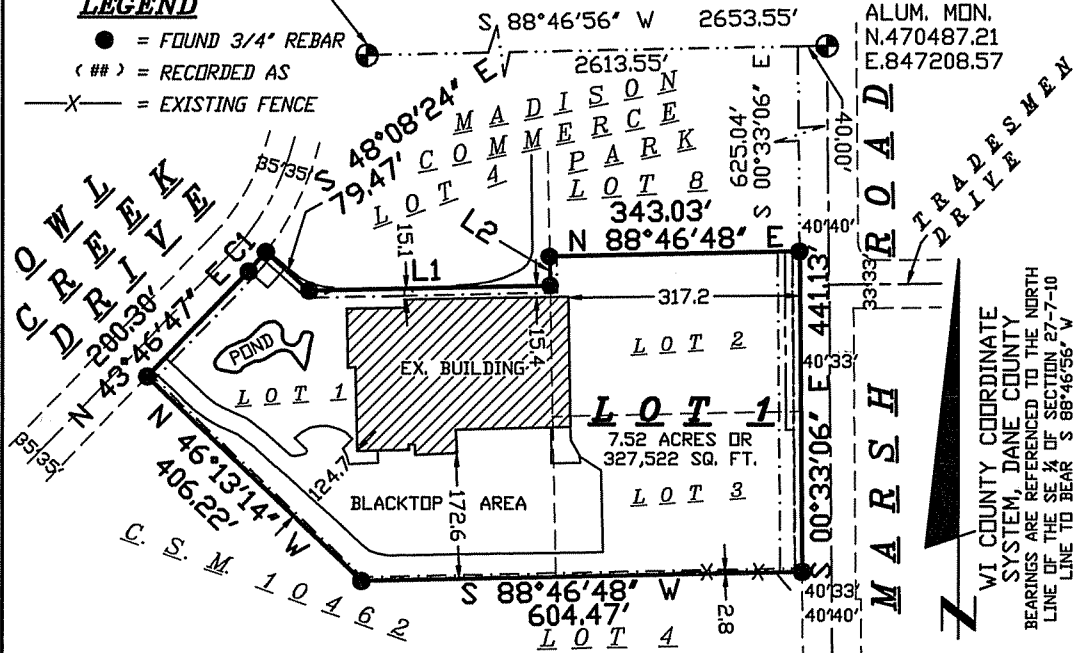 LEGEND
= FOUND 3/4" REBAR
( ## ) = RECORDED AS
X = EXISTING FENCE
S 88°46'56" W 2653.55'
2613.55'
ALUM. MON.
N.470487.21
E.847208.57
MADISON
COMMERCE
PARK
LOT 4
LOT 8
S 48°08'24" E
79.47'
625.04'
S 00°33'06" E
40.00'
TRADESMEN
DRIVE
OWL
CREEK
DRIVE
35' 35'
C1
L1
L2
15.1
343.03'
N 88°46'48" E
40' 40'
33' 33'
N 43°46'47" E
200.30'
35' 35'
POND
LOT 1
EX. BUILDING
15.4
317.2
LOT 2
LOT 1
7.52 ACRES OR
327,522 SQ. FT.
LOT 3
S 00°33'06" E 441.13'
40' 33'
MARSH ROAD
N 46°13'14" W
406.22'
124.7
BLACKTOP AREA
172.6
C. S. M. 10462
S 88°46'48" W
604.47'
2.8
LOT 4
40' 33'
40' 40'
WI COUNTY COORDINATE
SYSTEM, DANE COUNTY
BEARINGS ARE REFERENCED TO THE NORTH
LINE OF THE SE ¼ OF SECTION 27-7-10
LINE TO BEAR S 88°46'56" W